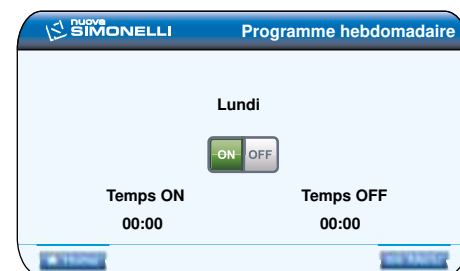 nuova
SIMONELLI
Programme hebdomadaire
Lundi
ON OFF
Temps ON Temps OFF
00:00 00:00